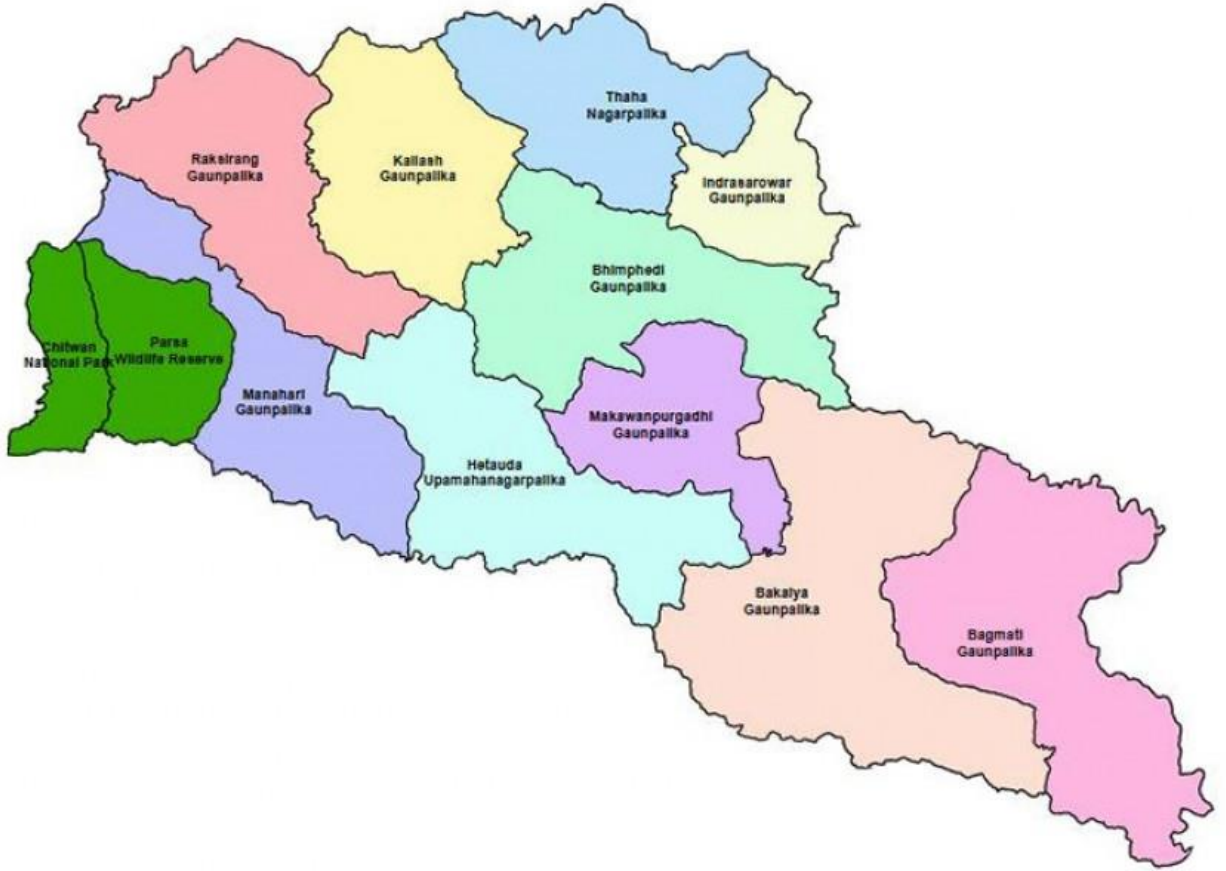 Thaha
Nagarpalika
Raksirang
Gaunpalika
Kailash
Gaunpalika
Indrasarowar
Gaunpalika
Bhimphedi
Gaunpalika
Chitwan
National Park
Parsa
Wildlife Reserve
Manahari
Gaunpalika
Makawanpurgadhi
Gaunpalika
Hetauda
Upamahanagarpalika
Bakaiya
Gaunpalika
Bagmati
Gaunpalika